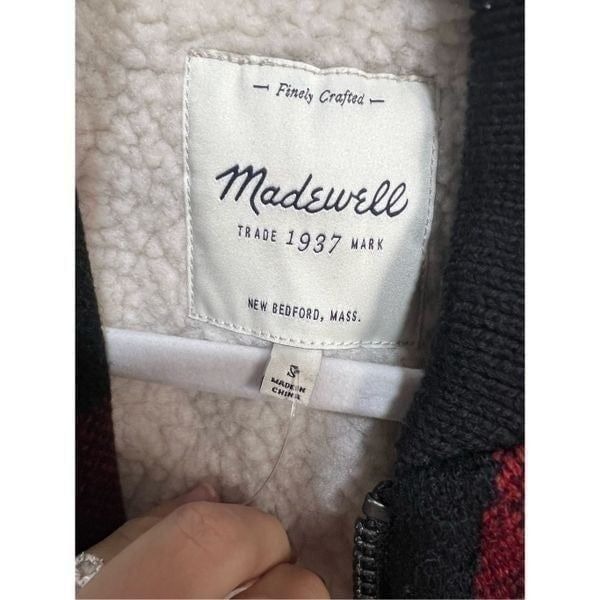 Finely Crafted
Madewell
TRADE 1937 MARK
NEW BEDFORD, MASS.
S
MADE IN
CHINA